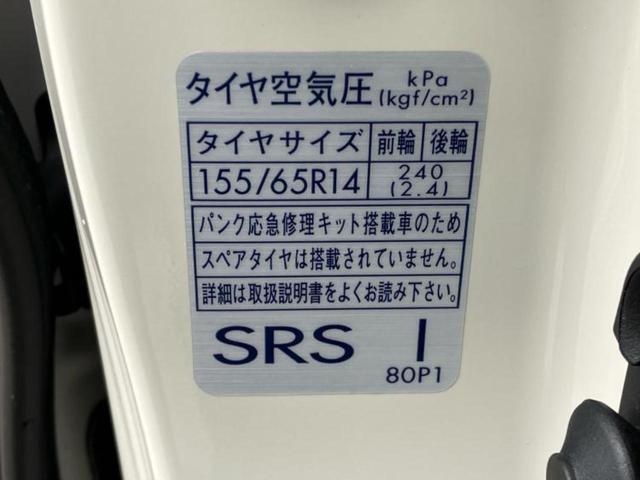 タイヤ空気圧 kPa (kgf/cm²)
タイヤサイズ 前輪 後輪
155/65R14 240 (2.4)
パンク応急修理キット搭載車のため
スペアタイヤは搭載されていません。
詳細は取扱説明書をよくお読み下さい。
SRS I
80P1